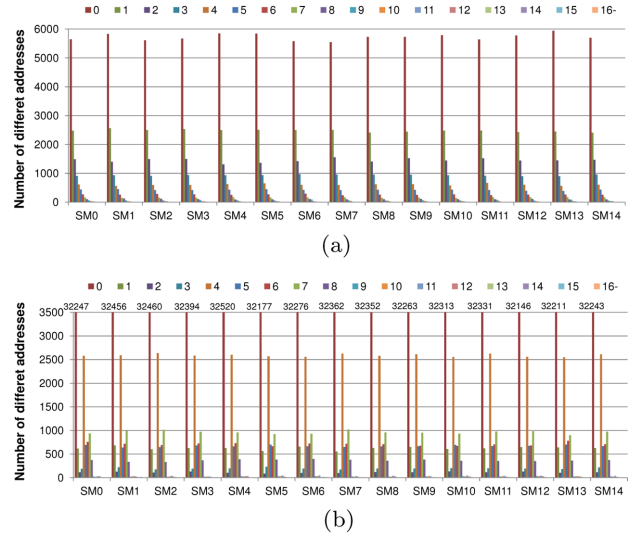 0 1 2 3 4 5 6 7 8 9 10 11 12 13 14 15 16-
Number of differet addresses
6000
5000
4000
3000
2000
1000
0
SM0 SM1 SM2 SM3 SM4 SM5 SM6 SM7 SM8 SM9 SM10 SM11 SM12 SM13 SM14
(a)
0 1 2 3 4 5 6 7 8 9 10 11 12 13 14 15 16-
32247 32456 32460 32394 32520 32177 32276 32362 32352 32263 32313 32331 32146 32211 32243
Number of differet addresses
3500
3000
2500
2000
1500
1000
500
0
SM0 SM1 SM2 SM3 SM4 SM5 SM6 SM7 SM8 SM9 SM10 SM11 SM12 SM13 SM14
(b)